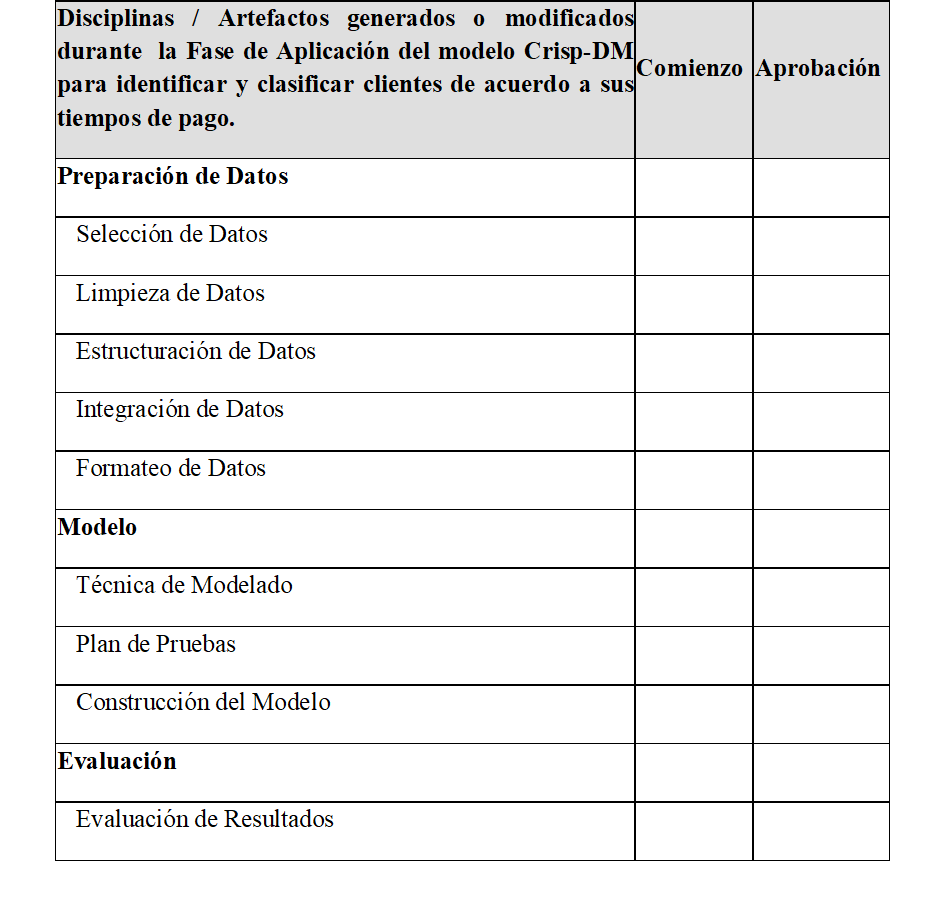 Disciplinas / Artefactos generados o modificados
durante la Fase de Aplicación del modelo Crisp-DM
para identificar y clasificar clientes de acuerdo a sus
tiempos de pago.
Comienzo
Aprobación
Preparación de Datos
Selección de Datos
Limpieza de Datos
Estructuración de Datos
Integración de Datos
Formateo de Datos
Modelo
Técnica de Modelado
Plan de Pruebas
Construcción del Modelo
Evaluación
Evaluación de Resultados